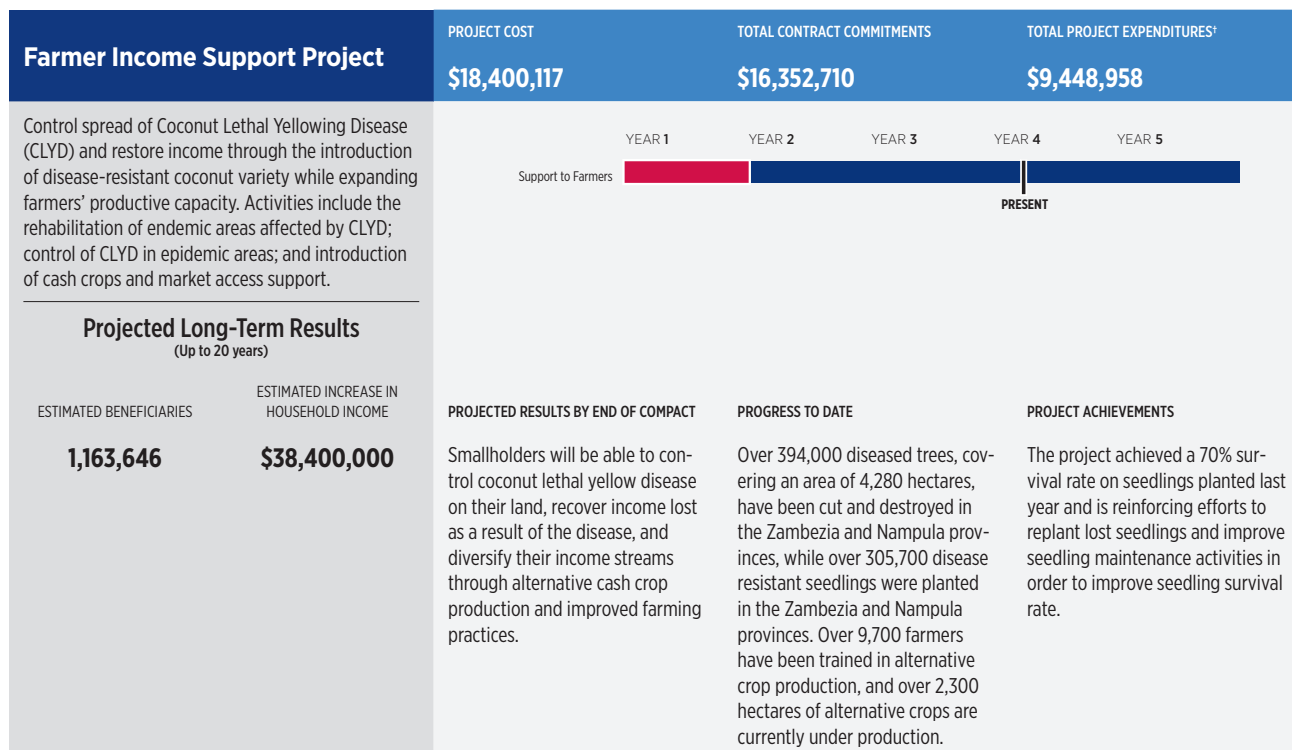 Farmer Income Support Project
PROJECT COST
$18,400,117
TOTAL CONTRACT COMMITMENTS
$16,352,710
TOTAL PROJECT EXPENDITURES†
$9,448,958
Control spread of Coconut Lethal Yellowing Disease
(CLYD) and restore income through the introduction
of disease-resistant coconut variety while expanding
farmers’ productive capacity. Activities include the
rehabilitation of endemic areas affected by CLYD;
control of CLYD in epidemic areas; and introduction
of cash crops and market access support.
Projected Long-Term Results
(Up to 20 years)
ESTIMATED BENEFICIARIES
1,163,646
ESTIMATED INCREASE IN
HOUSEHOLD INCOME
$38,400,000
YEAR 1 YEAR 2 YEAR 3 YEAR 4 YEAR 5
Support to Farmers
PRESENT
PROJECTED RESULTS BY END OF COMPACT
Smallholders will be able to con-
trol coconut lethal yellow disease
on their land, recover income lost
as a result of the disease, and
diversify their income streams
through alternative cash crop
production and improved farming
practices.
PROGRESS TO DATE
Over 394,000 diseased trees, cov-
ering an area of 4,280 hectares,
have been cut and destroyed in
the Zambezia and Nampula prov-
inces, while over 305,700 disease
resistant seedlings were planted
in the Zambezia and Nampula
provinces. Over 9,700 farmers
have been trained in alternative
crop production, and over 2,300
hectares of alternative crops are
currently under production.
PROJECT ACHIEVEMENTS
The project achieved a 70% sur-
vival rate on seedlings planted last
year and is reinforcing efforts to
replant lost seedlings and improve
seedling maintenance activities in
order to improve seedling survival
rate.